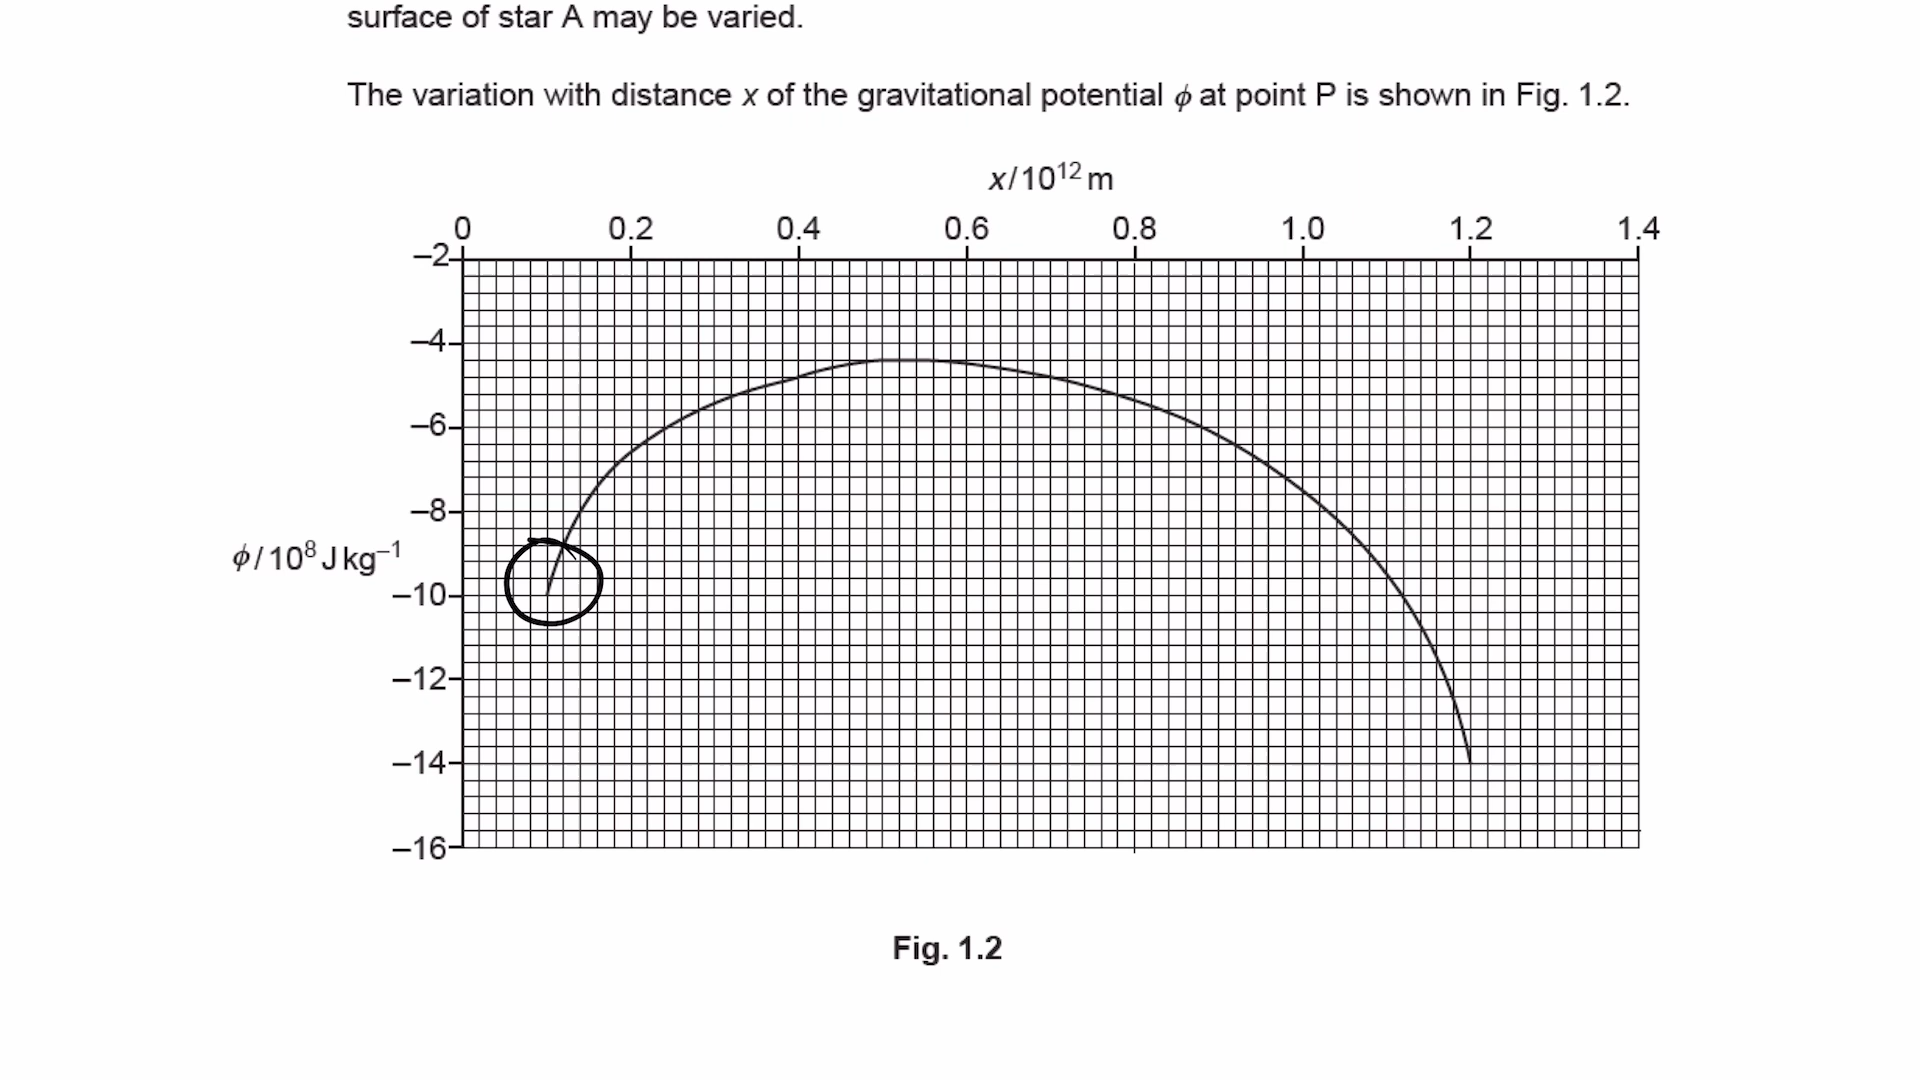 surface of star A may be varied.
The variation with distance x of the gravitational potential ϕ at point P is shown in Fig. 1.2.
x/10¹² m
0 0.2 0.4 0.6 0.8 1.0 1.2 1.4
–2
–4
–6
–8
ϕ/10⁸ J kg⁻¹
–10
–12
–14
–16
Fig. 1.2